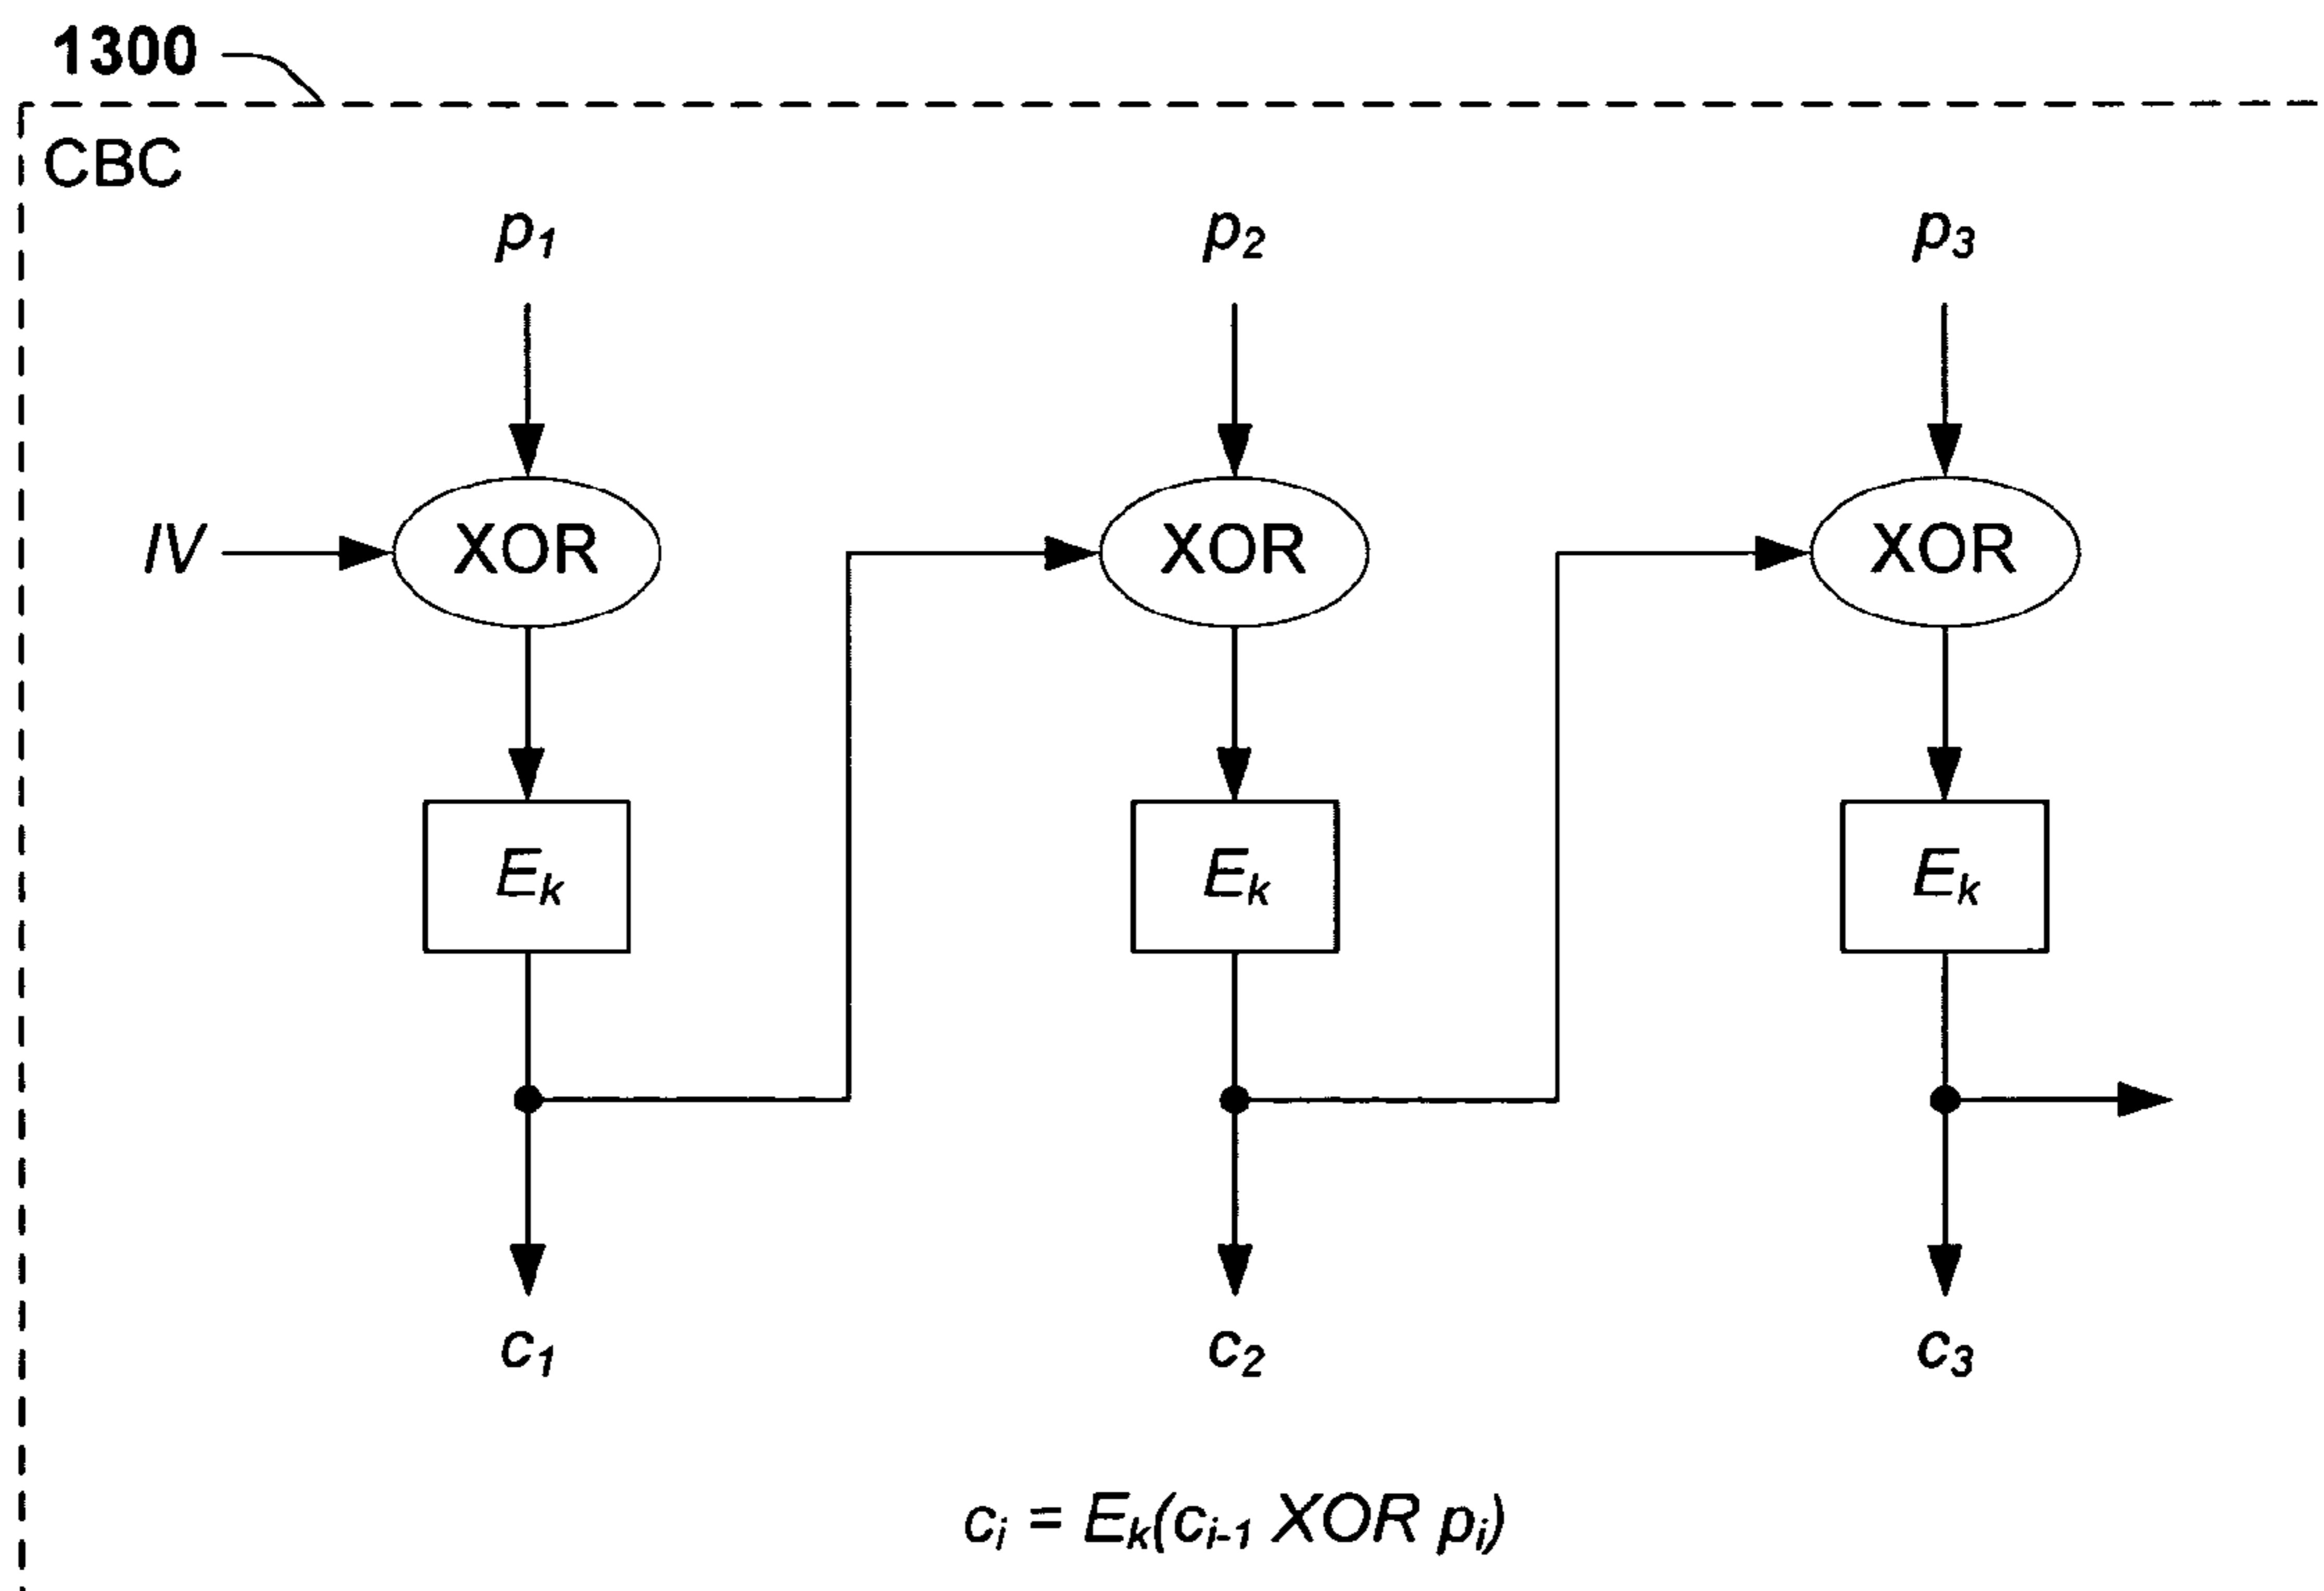 1300
CBC
p1 p2 p3
IV XOR XOR XOR
Ek Ek Ek
c1 c2 c3
ci = Ek(ci-1 XOR pi)